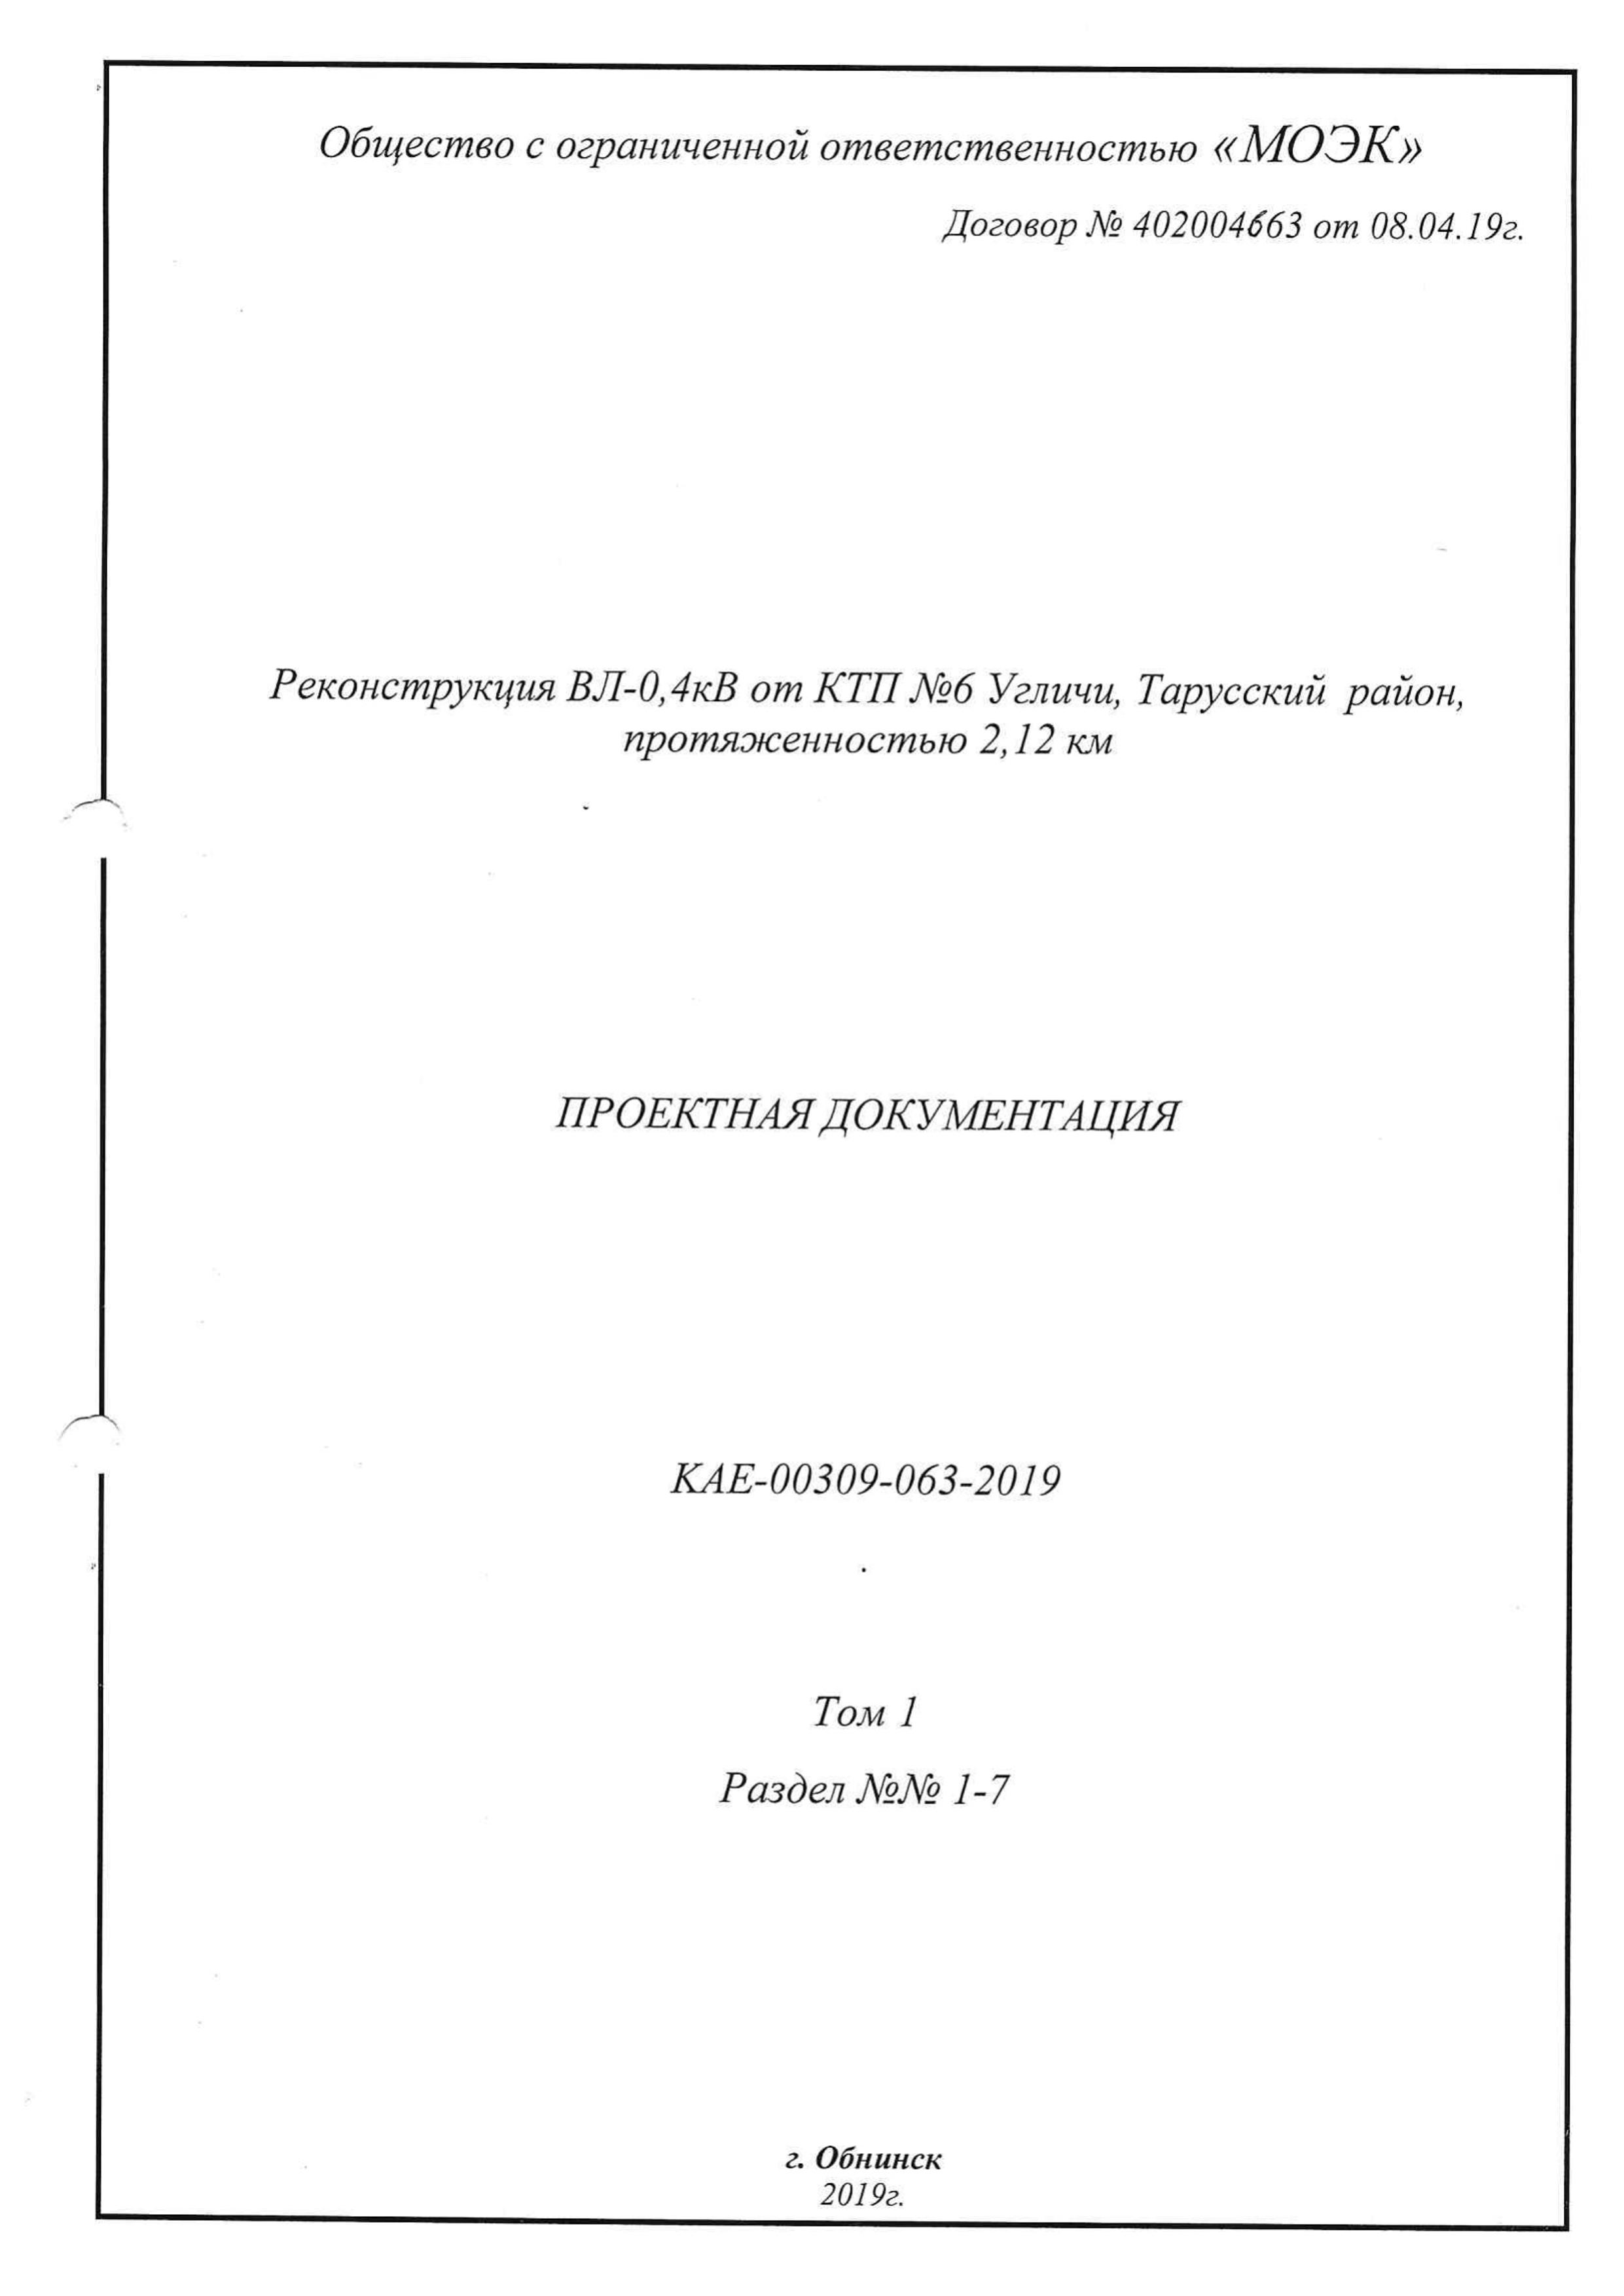 Общество с ограниченной ответственностью «МОЭК»
Договор № 402004663 от 08.04.19г.
Реконструкция ВЛ-0,4кВ от КТП №6 Угличи, Тарусский район,
протяженностью 2,12 км
ПРОЕКТНАЯ ДОКУМЕНТАЦИЯ
КАЕ-00309-063-2019
Том 1
Раздел №№ 1-7
г. Обнинск
2019г.